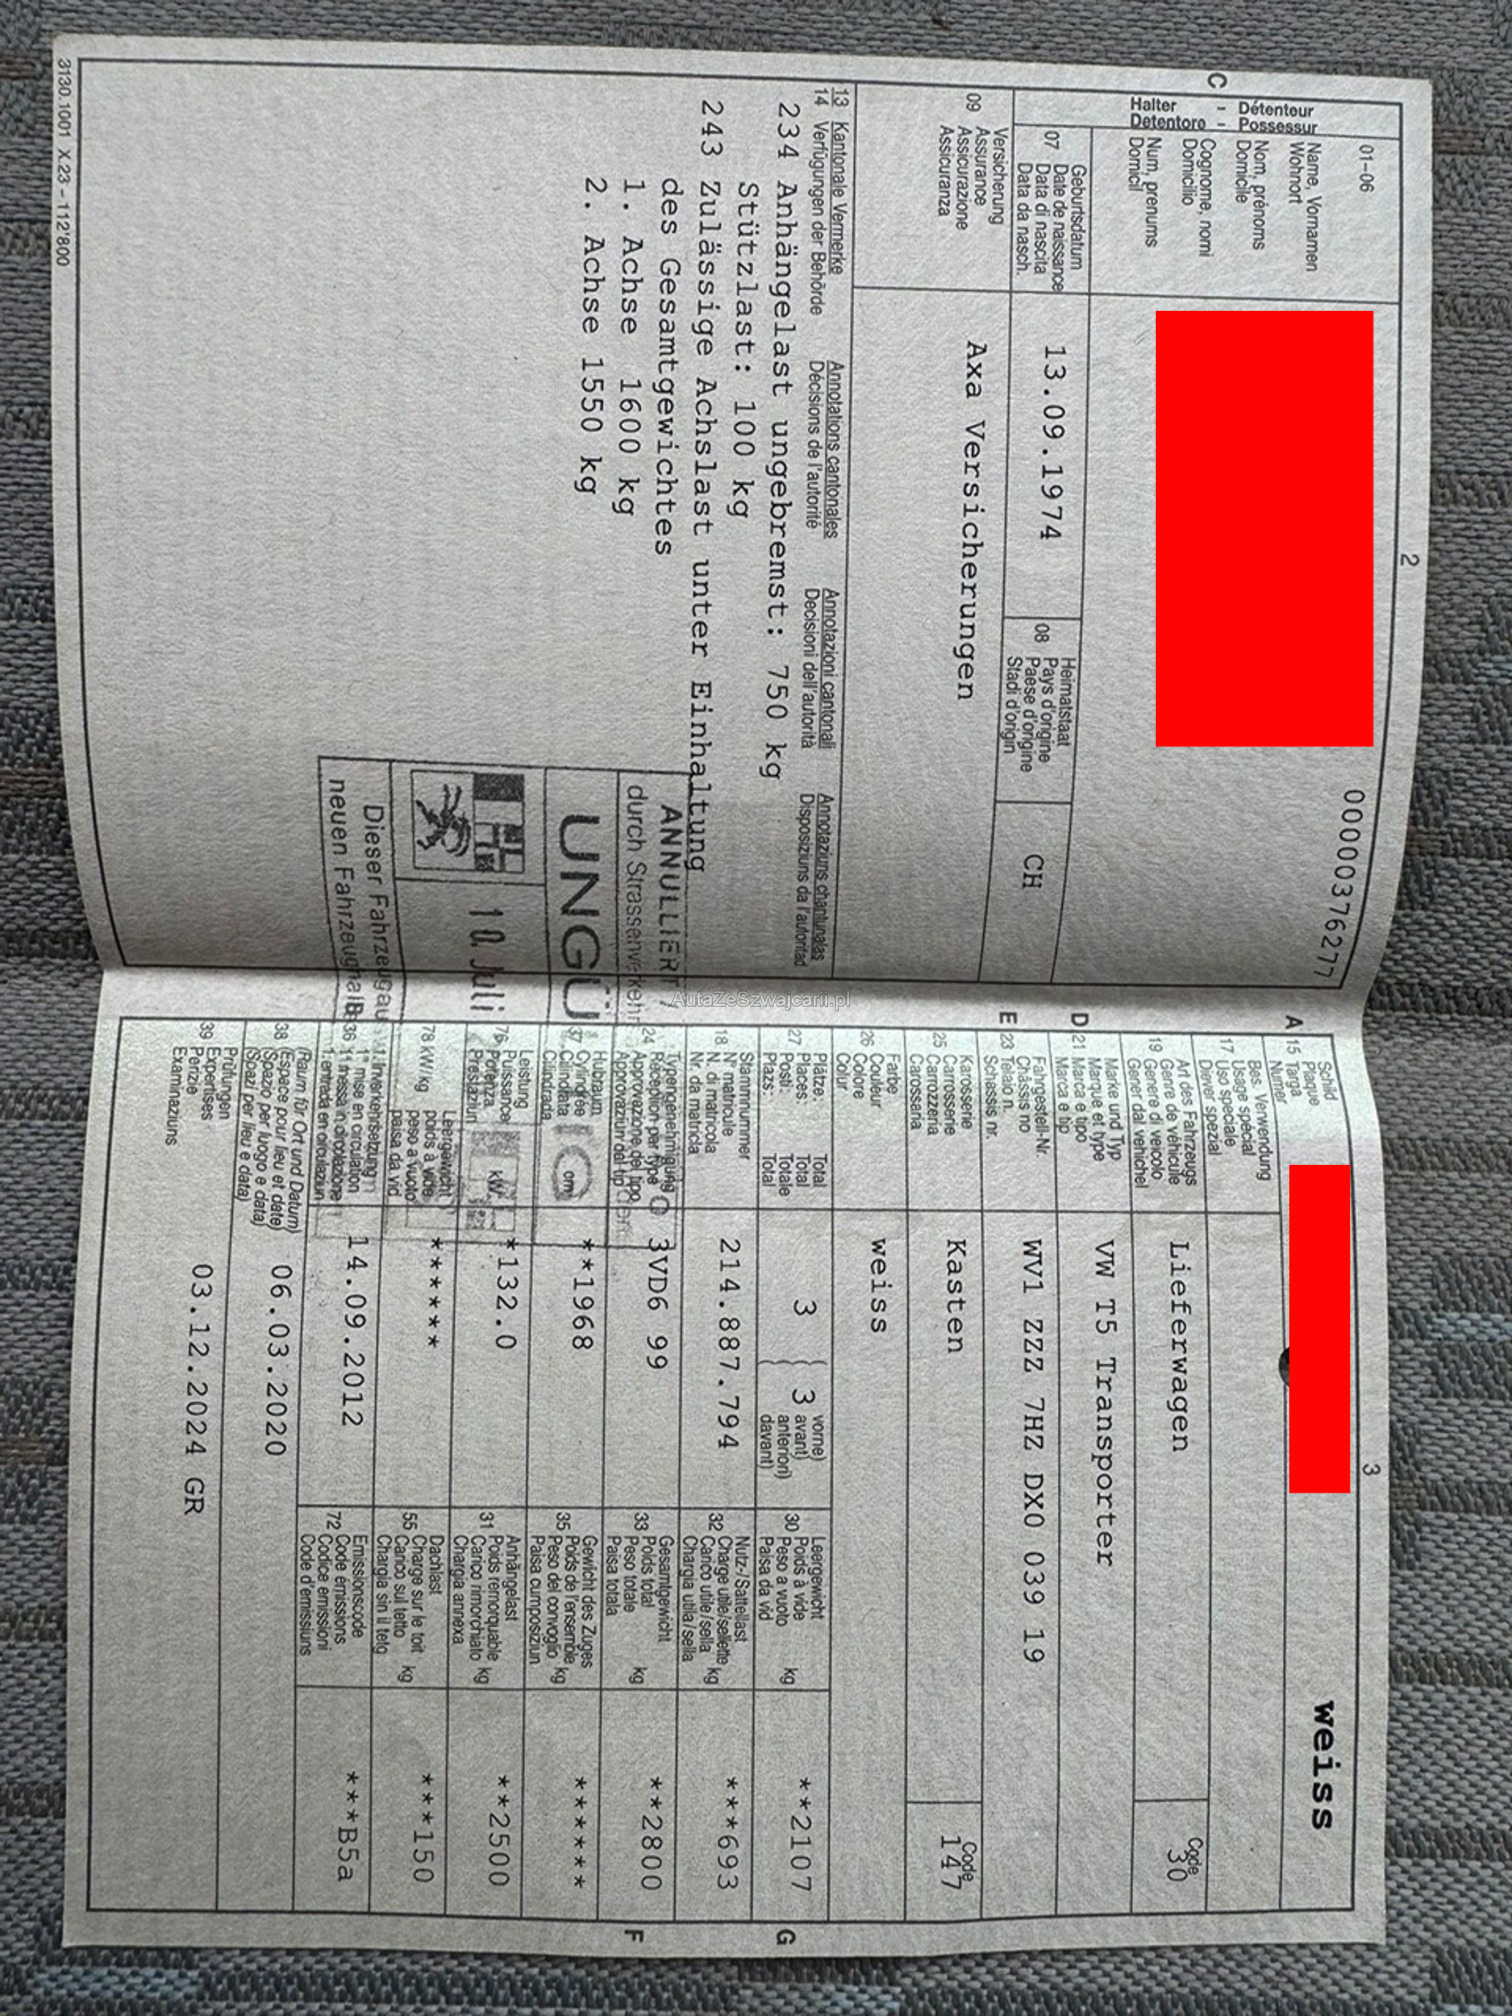 2
000003762​77
C
Halter - Détenteur
Detentore - Possessur
01–06
Name, Vornamen
Wohnort
Nom, prénoms
Domicile
Cognome, nomi
Domicilio
Num, prenums
Domicil
07
Geburtsdatum
Date de naissance
Data di nascita
Data da nasch.
13.09.1974
08
Heimatstaat
Pays d'origine
Paese d'origine
Stadi d'origin
CH
09
Versicherung
Assurance
Assicurazione
Assicuranza
Axa Versicherungen
13 Kantonale Vermerke Annotations cantonales Annotazioni cantonali Annotaziuns chantunalas
14 Verfügungen der Behörde Décisions de l'autorité Decisioni dell'autorità Disposiziuns da l'autoritad
234 Anhängelast ungebremst: 750 kg
Stützlast: 100 kg
243 Zulässige Achslast unter Einhaltung
des Gesamtgewichtes
1. Achse 1600 kg
2. Achse 1550 kg
ANNULLIERT
durch Strassenverkehr
UNGÜ
10. Juli
Dieser Fahrzeugau
neuen Fahrzeughal
3130.1001 X.23 - 112'800
AutaZeSzwajcarii.pl
3
A
15
Schild
Plaque
Targa
Numer
weiss
17
Bes. Verwendung
Usage spécial
Uso speciale
Diever spezial
19
Art des Fahrzeugs
Genre de véhicule
Genere di veicolo
Gener dal vehichel
Lieferwagen
Code
30
D
21
Marke und Typ
Marque et type
Marca e tipo
Marca e tip
VW T5 Transporter
E
23
Fahrgestell-Nr.
Châssis no
Telaio n.
Schassis nr.
WV1 ZZZ 7HZ DX0 039 19
25
Karosserie
Carrosserie
Carrozzeria
Carossaria
Kasten
Code
147
26
Farbe
Couleur
Colore
Colur
weiss
27
Plätze: Total
Places: Total
Posti: Totale
Plazs: Total
3
3
vorne)
avant)
anteriori)
davant)
30
Leergewicht
Poids à vide
Peso a vuoto
Paisa da vid
kg
**2107
G
18
Stammnummer
N° matricule
N. di matricola
Nr. da matricla
214.887.794
32
Nutz-/Sattellast
Charge utile/sellette
Carico utile/sella
Chargia utila/sella
kg
***693
24
Typengenehmigung
Réception par type
Approvazione del tipo
Approvaziun dal tip
3VD6 99
33
Gesamtgewicht
Poids total
Peso totale
Paisa totala
kg
**2800
F
37
Hubraum
Cylindrée
Cilindrata
Cilindrada
**1968
35
Gewicht des Zuges
Poids de l'ensemble
Peso del convoglio
Paisa cumposiziun
kg
******
76
Leistung
Puissance
Potenza
Prestaziun
kW
*132.0
31
Anhängelast
Poids remorquable
Carico rimorchiato
Chargia annexa
kg
**2500
78 kW/kg
Leergewicht
poids à vide
peso a vuoto
paisa da vid
******
55
Dachlast
Charge sur le toit
Carico sul tetto
Chargia sin il tetg
kg
***150
B
36
1. Inverkehrsetzung
1re mise en circulation
1a messa in circolazione
1. entrada en circulaziun
14.09.2012
72
Emissionscode
Code émissions
Codice emissioni
Code d'emissiuns
***B5a
38
(Raum für Ort und Datum)
(Espace pour lieu et date)
(Spazio per luogo e data)
(Spazi per lieu e data)
06.03.2020
39
Prüfungen
Expertises
Perizie
Examinaziuns
03.12.2024 GR